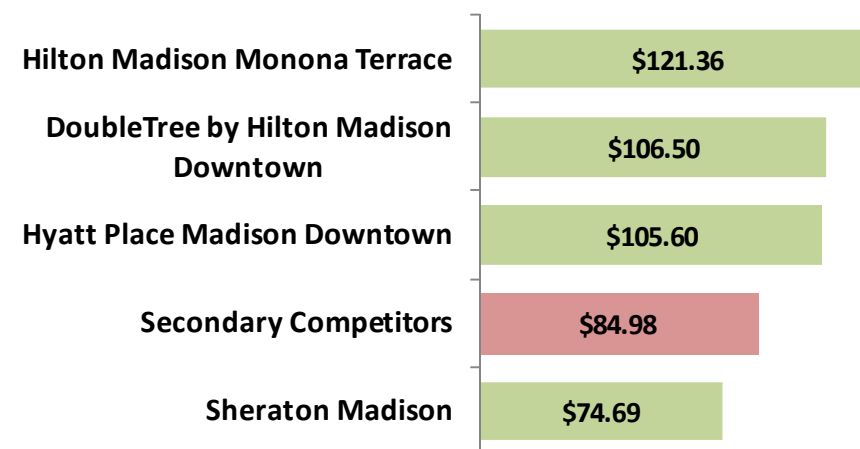 Hilton Madison Monona Terrace
$121.36
DoubleTree by Hilton Madison
Downtown
$106.50
Hyatt Place Madison Downtown
$105.60
Secondary Competitors
$84.98
Sheraton Madison
$74.69